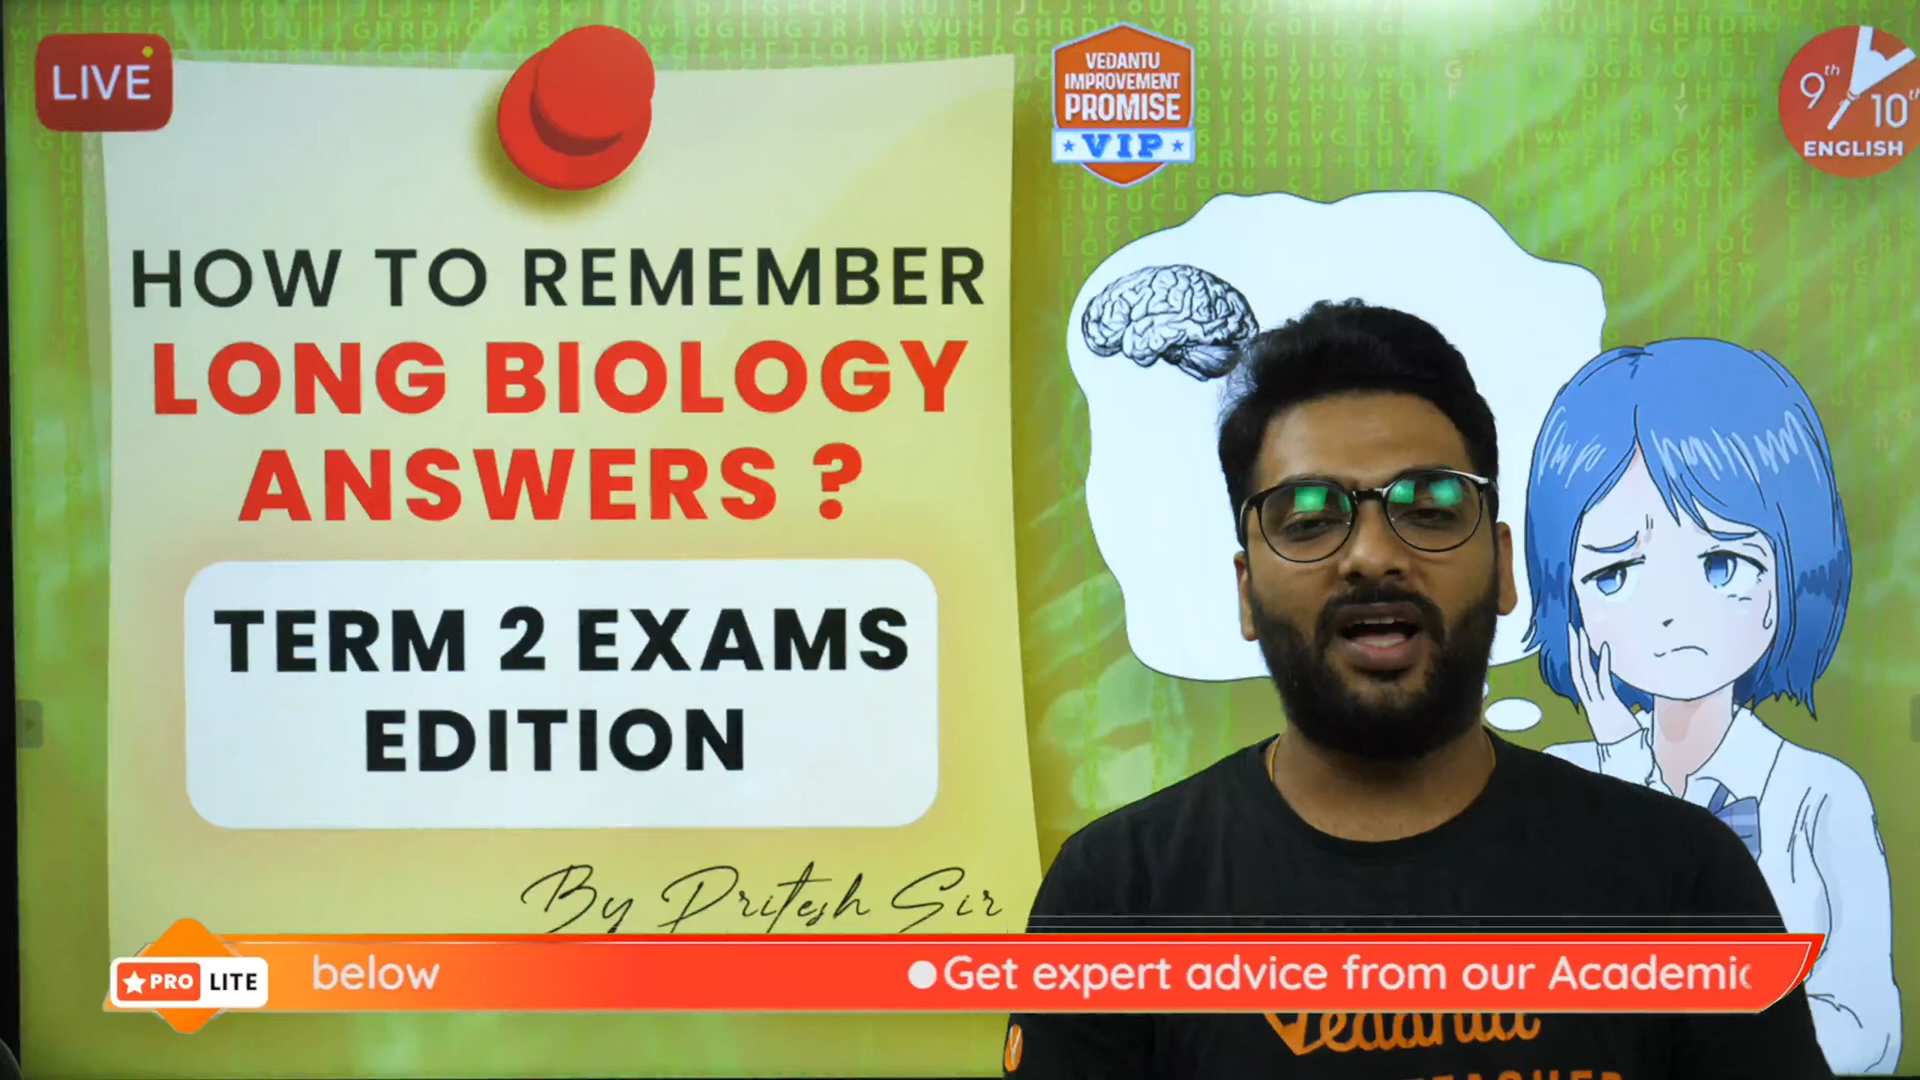 LIVE
VEDANTU
IMPROVEMENT
PROMISE
VIP
9th
10th
ENGLISH
HOW TO REMEMBER
LONG BIOLOGY
ANSWERS ?
TERM 2 EXAMS
EDITION
By Pritesh Sir
PRO LITE
below
Get expert advice from our Academic
Vedantu